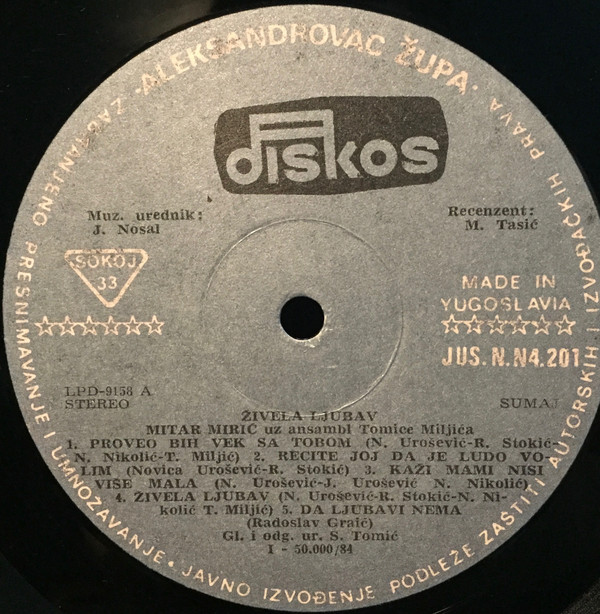 ALEKSANDROVAC ŽUPA
diskos
Muz. urednik:
J. Nosal
Recenzent:
M. Tasić
SOKOJ
33
MADE IN
YUGOSLAVIA
JUS. N.N4.201
LPD-9158 A
STEREO
SUMAJ
ŽIVELA LJUBAV
MITAR MIRIĆ uz ansambl Tomice Miljića
1. PROVEO BIH VEK SA TOBOM (N. Urošević-R. Stokić-
N. Nikolić-T. Miljić) 2. RECITE JOJ DA JE LUDO VO-
LIM (Novica Urošević-R. Stokić) 3. KAŽI MAMI NISI
VIŠE MALA (N. Urošević-J. Urošević N. Nikolić)
4. ŽIVELA LJUBAV (N. Urošević-R. Stokić-N. Ni-
kolić T. Miljić) 5. DA LJUBAVI NEMA
(Radoslav Graić)
Gl. i odg. ur. S. Tomić
I - 50.000/84
ZABRANJENO PRESNIMAVANJE I UMNOŽAVANJE • JAVNO IZVOĐENJE PODLEŽE ZAŠTITI AUTORSKIH I IZVOĐAČKIH PRAVA